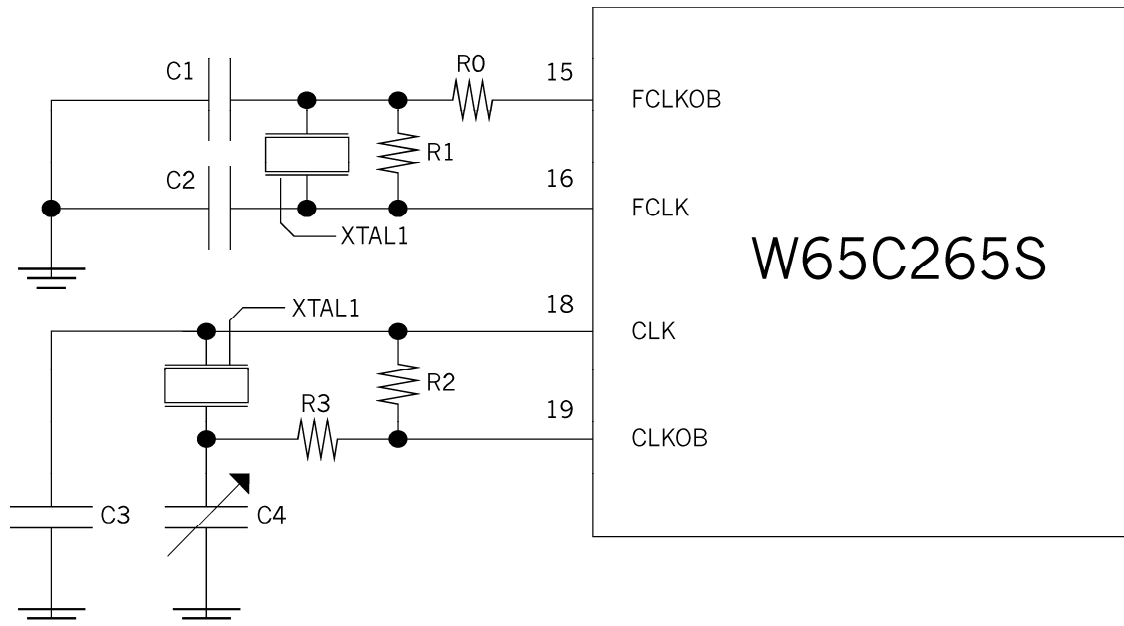 C1
R0
15
FCLKOB
R1
C2
16
FCLK
XTAL1
W65C265S
XTAL1
18
CLK
R2
R3
19
CLKOB
C3
C4